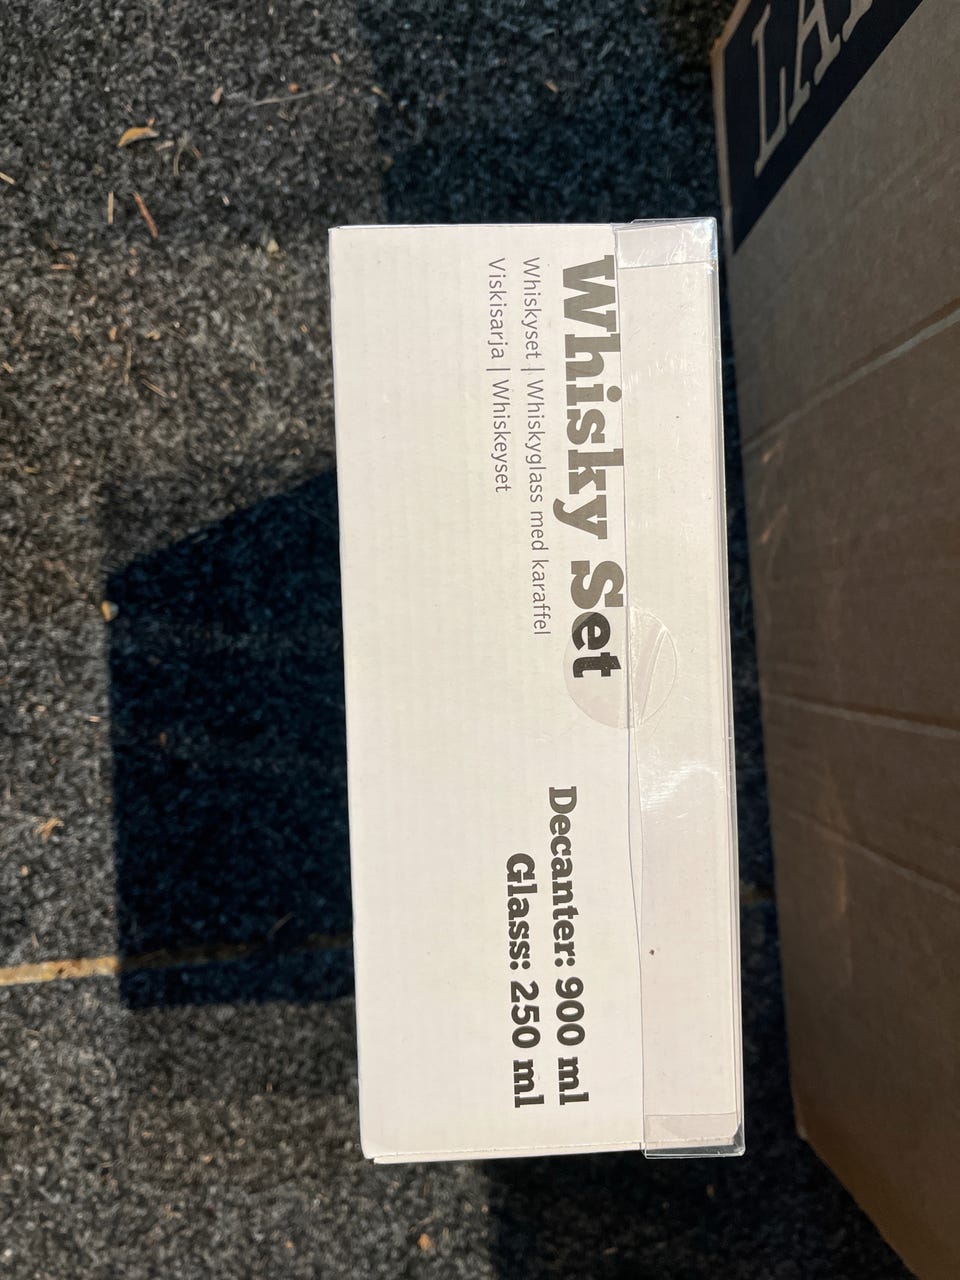 Whisky Set
Whiskyset | Whiskyglass med karaffel
Viskisarja | Whiskeyset
Decanter: 900 ml
Glass: 250 ml